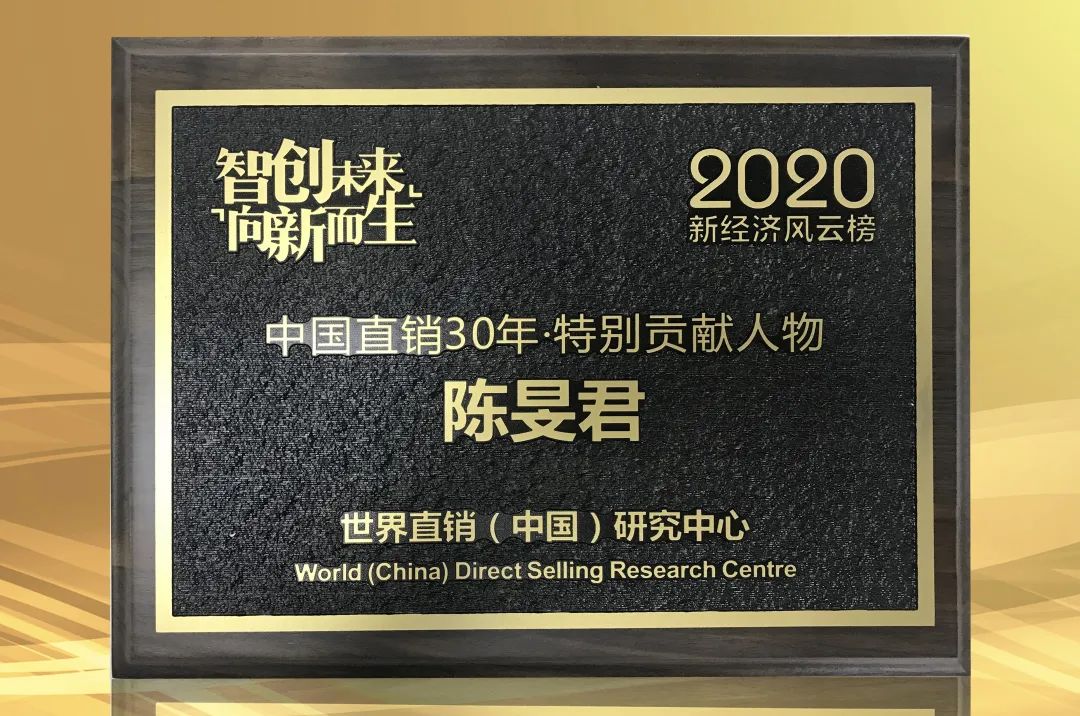 智创未来
向新而生
2020
新经济风云榜
中国直销30年·特别贡献人物
陈旻君
世界直销（中国）研究中心
World (China) Direct Selling Research Centre